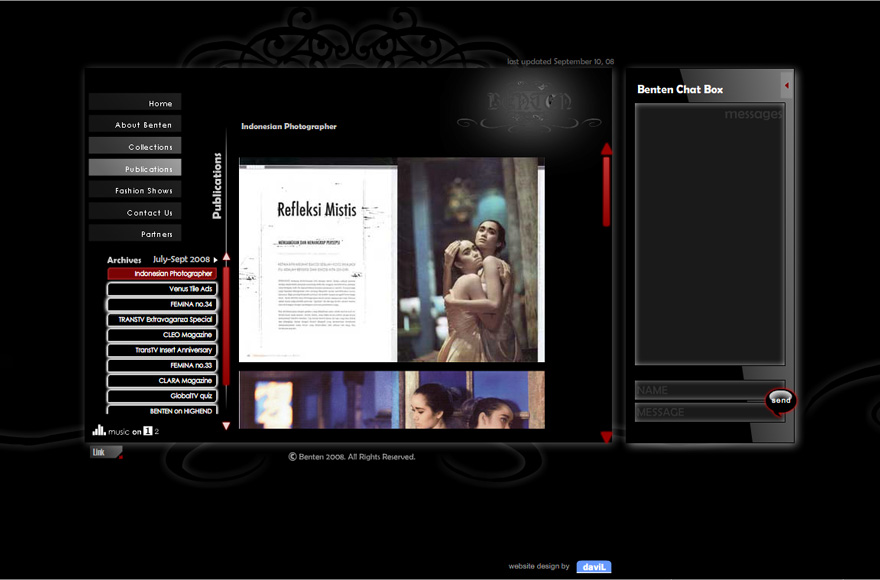 last updated September 10, 08
BENTEN
Home
About Benten
Collections
Publications
Fashion Shows
Contact Us
Partners
Archives July-Sept 2008
Indonesian Photographer
Venus Tile Ads
FEMINA no.34
TRANSTV Extravaganza Special
CLEO Magazine
TransTV Insert Anniversary
FEMINA no.33
CLARA Magazine
GlobalTV quiz
BENTEN on HIGHEND
music on 1 2
Link
Publications
Indonesian Photographer
Refleksi Mistis
© Benten 2008. All Rights Reserved.
Benten Chat Box
messages
NAME
MESSAGE
send
website design by davit.